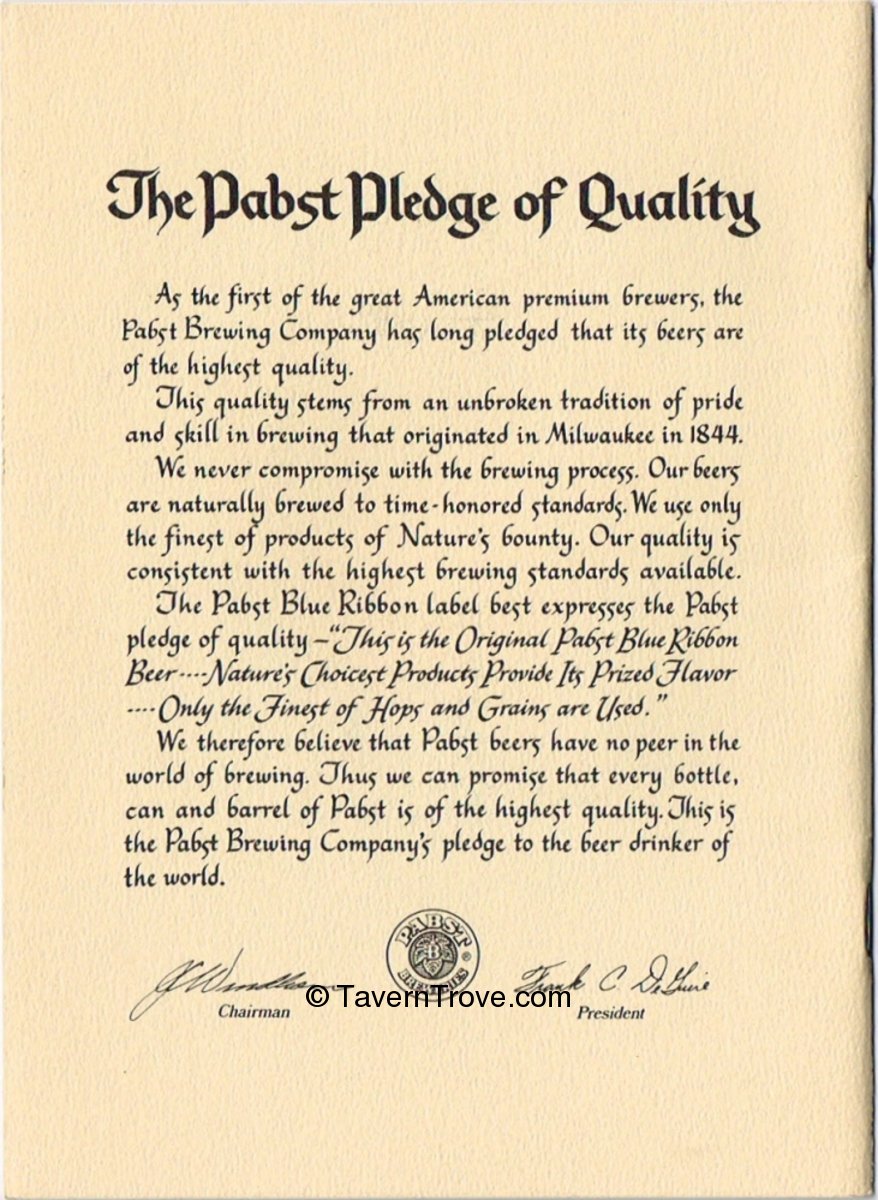 The Pabst Pledge of Quality
As the first of the great American premium brewers, the
Pabst Brewing Company has long pledged that its beers are
of the highest quality.
This quality stems from an unbroken tradition of pride
and skill in brewing that originated in Milwaukee in 1844.
We never compromise with the brewing process. Our beers
are naturally brewed to time-honored standards. We use only
the finest of products of Nature's bounty. Our quality is
consistent with the highest brewing standards available.
The Pabst Blue Ribbon label best expresses the Pabst
pledge of quality –"This is the Original Pabst Blue Ribbon
Beer····Nature's Choicest Products Provide Its Prized Flavor
····Only the Finest of Hops and Grains are Used."
We therefore believe that Pabst beers have no peer in the
world of brewing. Thus we can promise that every bottle,
can and barrel of Pabst is of the highest quality. This is
the Pabst Brewing Company's pledge to the beer drinker of
the world.
PABST
B
®
Frank C. DeGuire
© TavernTrove.com
Chairman
President